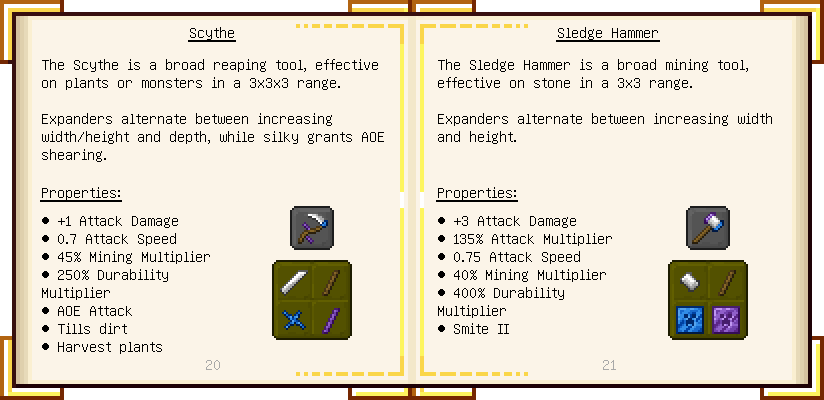 Scythe
The Scythe is a broad reaping tool, effective
on plants or monsters in a 3x3x3 range.
Expanders alternate between increasing
width/height and depth, while silky grants AOE
shearing.
Properties:
● +1 Attack Damage
● 0.7 Attack Speed
● 45% Mining Multiplier
● 250% Durability
Multiplier
● AOE Attack
● Tills dirt
● Harvest plants
20
Sledge Hammer
The Sledge Hammer is a broad mining tool,
effective on stone in a 3x3 range.
Expanders alternate between increasing width
and height.
Properties:
● +3 Attack Damage
● 135% Attack Multiplier
● 0.75 Attack Speed
● 40% Mining Multiplier
● 400% Durability
Multiplier
● Smite II
21